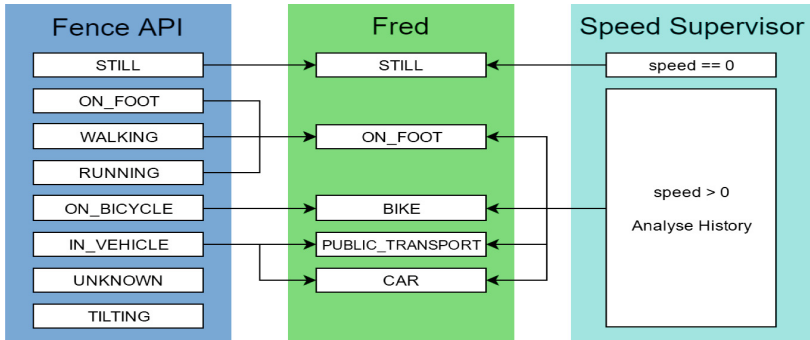 Fence API
STILL
ON_FOOT
WALKING
RUNNING
ON_BICYCLE
IN_VEHICLE
UNKNOWN
TILTING
Fred
STILL
ON_FOOT
BIKE
PUBLIC_TRANSPORT
CAR
Speed Supervisor
speed == 0
speed > 0
Analyse History